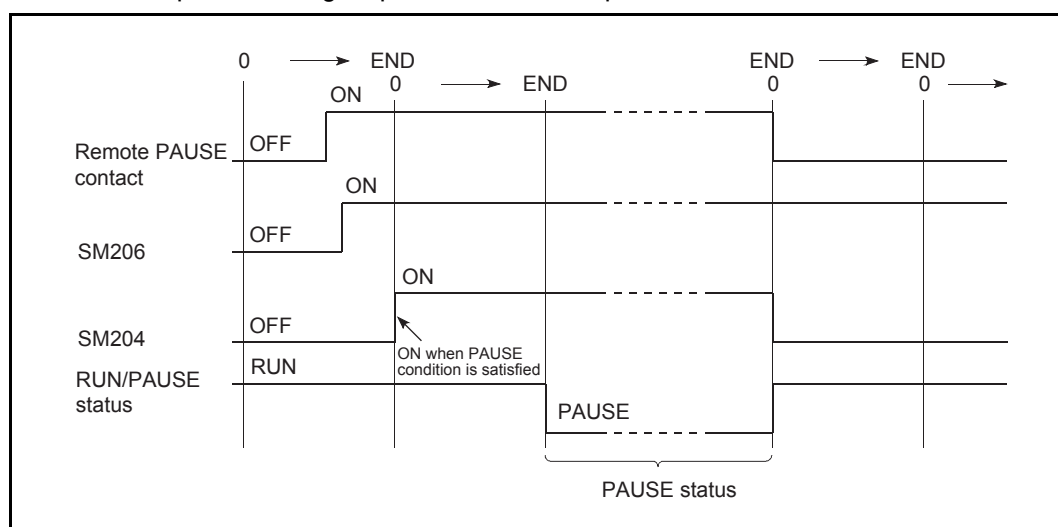 0 → END END → END
0 → END 0 0 →
ON
Remote PAUSE contact
OFF
ON
SM206
OFF
ON
SM204
OFF
ON when PAUSE
condition is satisfied
RUN/PAUSE
status
RUN
PAUSE
PAUSE status